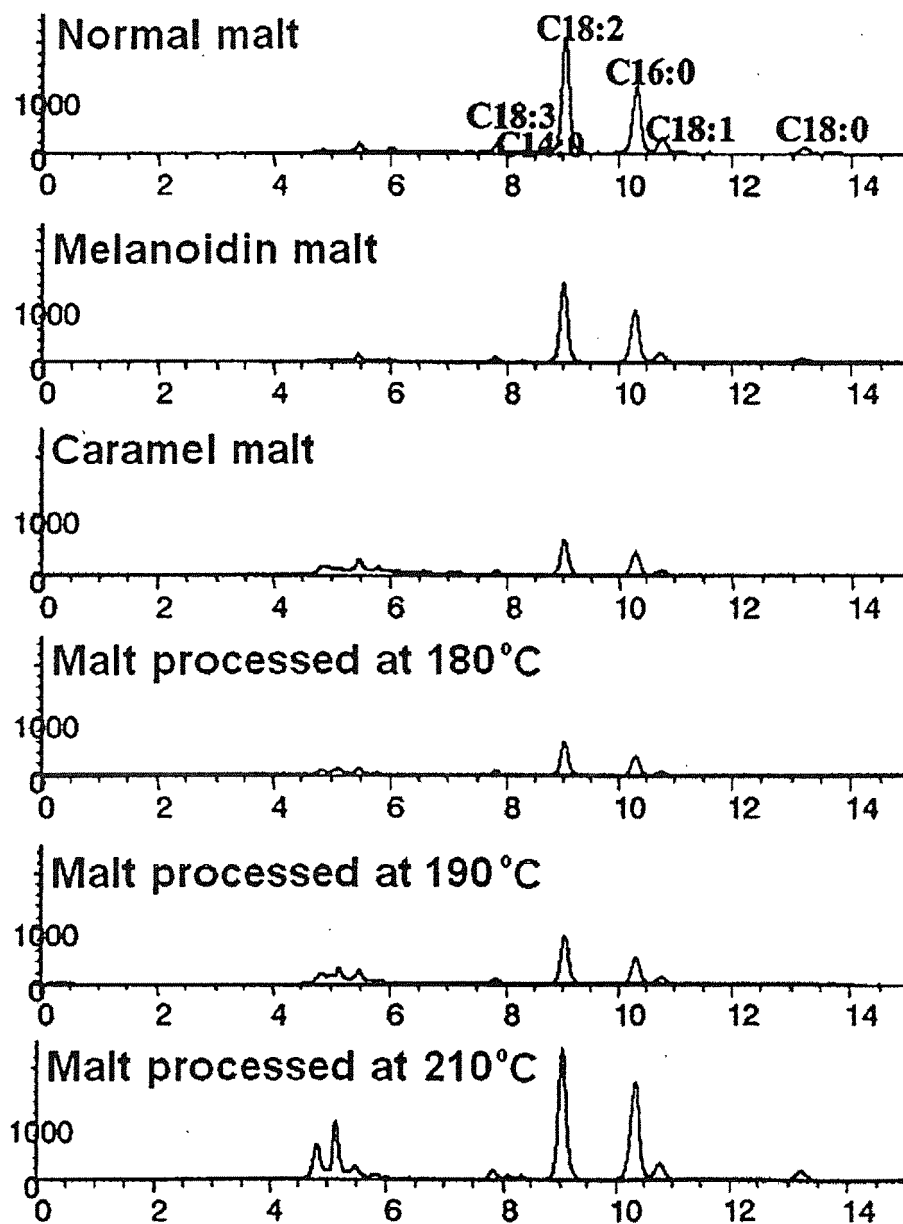 Normal malt
C18:2
C16:0
1000
C18:3
C14:0
C18:1
C18:0
0
0 2 4 6 8 10 12 14
Melanoidin malt
1000
0
0 2 4 6 8 10 12 14
Caramel malt
1000
0
0 2 4 6 8 10 12 14
Malt processed at 180°C
1000
0
0 2 4 6 8 10 12 14
Malt processed at 190°C
1000
0
0 2 4 6 8 10 12 14
Malt processed at 210°C
1000
0
0 2 4 6 8 10 12 14